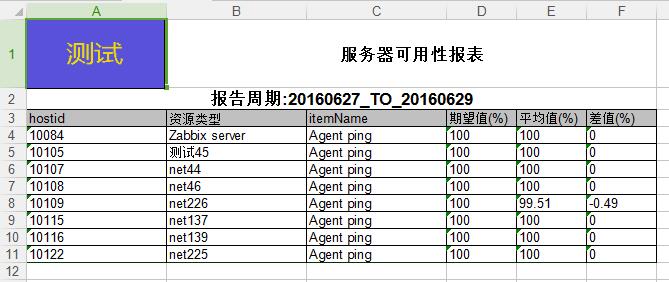 A B C D E F
1 测试 服务器可用性报表
2 报告周期:20160627_TO_20160629
3 hostid 资源类型 itemName 期望值(%) 平均值(%) 差值(%)
4 10084 Zabbix server Agent ping 100 100 0
5 10105 测试45 Agent ping 100 100 0
6 10107 net44 Agent ping 100 100 0
7 10108 net46 Agent ping 100 100 0
8 10109 net226 Agent ping 100 99.51 -0.49
9 10115 net137 Agent ping 100 100 0
10 10116 net139 Agent ping 100 100 0
11 10122 net225 Agent ping 100 100 0
12